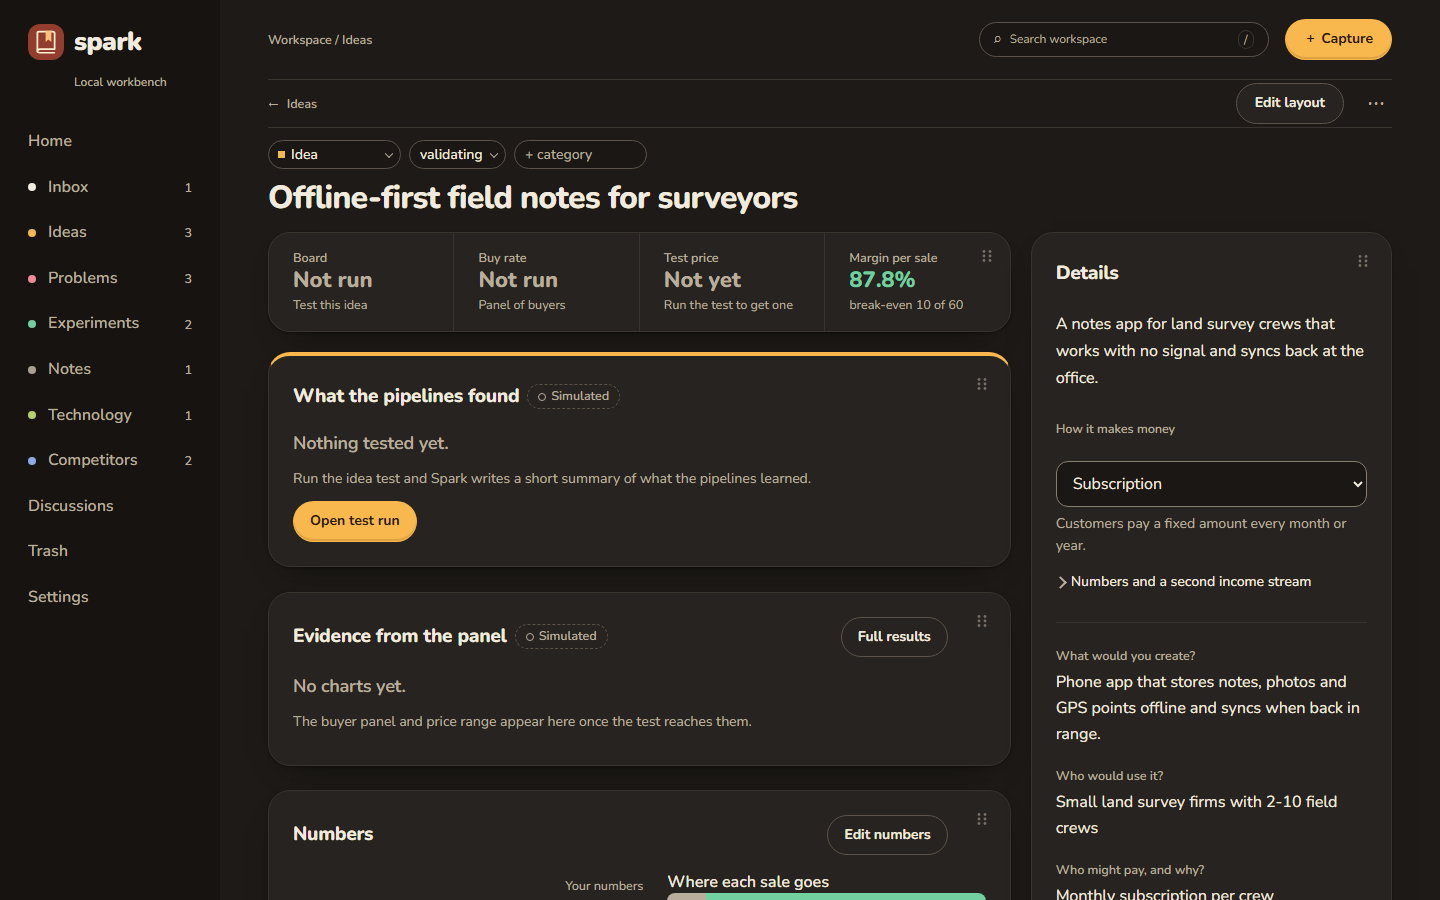 spark
Local workbench
Home
Inbox 1
Ideas 3
Problems 3
Experiments 2
Notes 1
Technology 1
Competitors 2
Discussions
Trash
Settings
Workspace / Ideas
Search workspace /
+ Capture
← Ideas
Edit layout
···
Idea
validating
+ category
Offline-first field notes for surveyors
Board
Not run
Test this idea
Buy rate
Not run
Panel of buyers
Test price
Not yet
Run the test to get one
Margin per sale
87.8%
break-even 10 of 60
What the pipelines found
Simulated
Nothing tested yet.
Run the idea test and Spark writes a short summary of what the pipelines learned.
Open test run
Evidence from the panel
Simulated
Full results
No charts yet.
The buyer panel and price range appear here once the test reaches them.
Numbers
Edit numbers
Your numbers
Where each sale goes
Details
A notes app for land survey crews that
works with no signal and syncs back at the
office.
How it makes money
Subscription
Customers pay a fixed amount every month or
year.
Numbers and a second income stream
What would you create?
Phone app that stores notes, photos and
GPS points offline and syncs when back in
range.
Who would use it?
Small land survey firms with 2-10 field
crews
Who might pay, and why?
Monthly subscription per crew